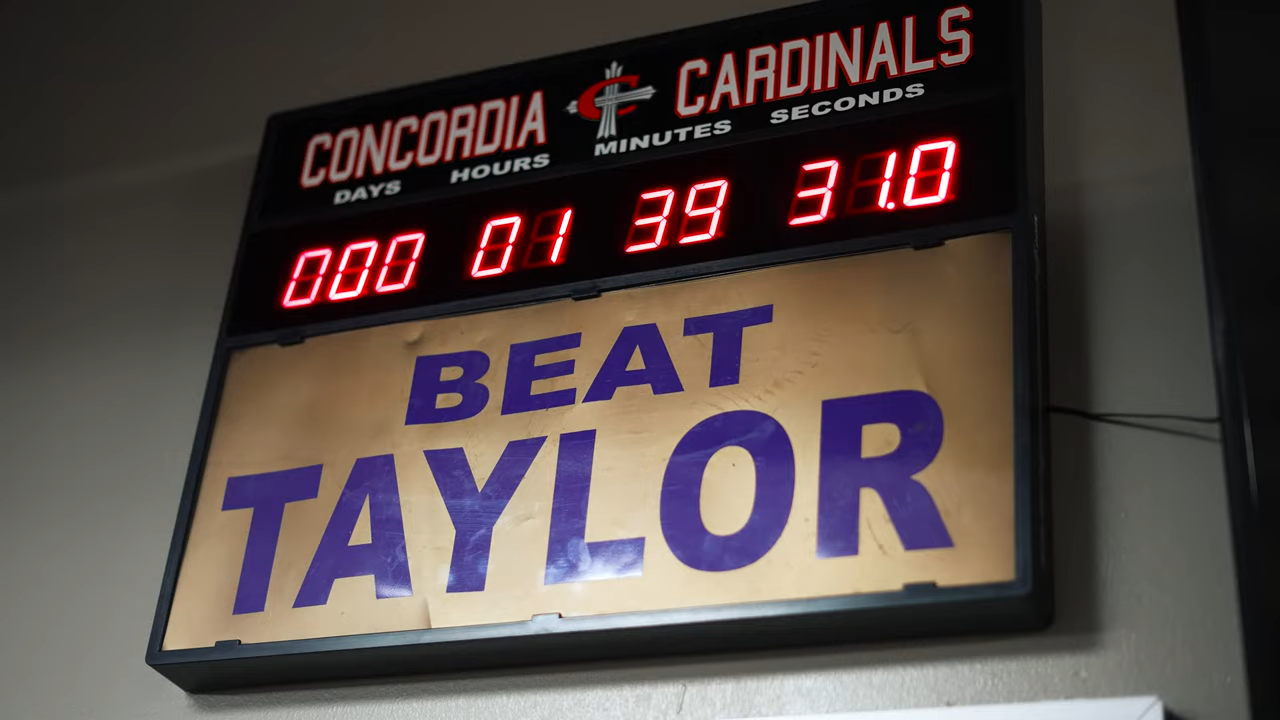 CONCORDIA CARDINALS
DAYS HOURS MINUTES SECONDS
000 01 39 31.0
BEAT
TAYLOR